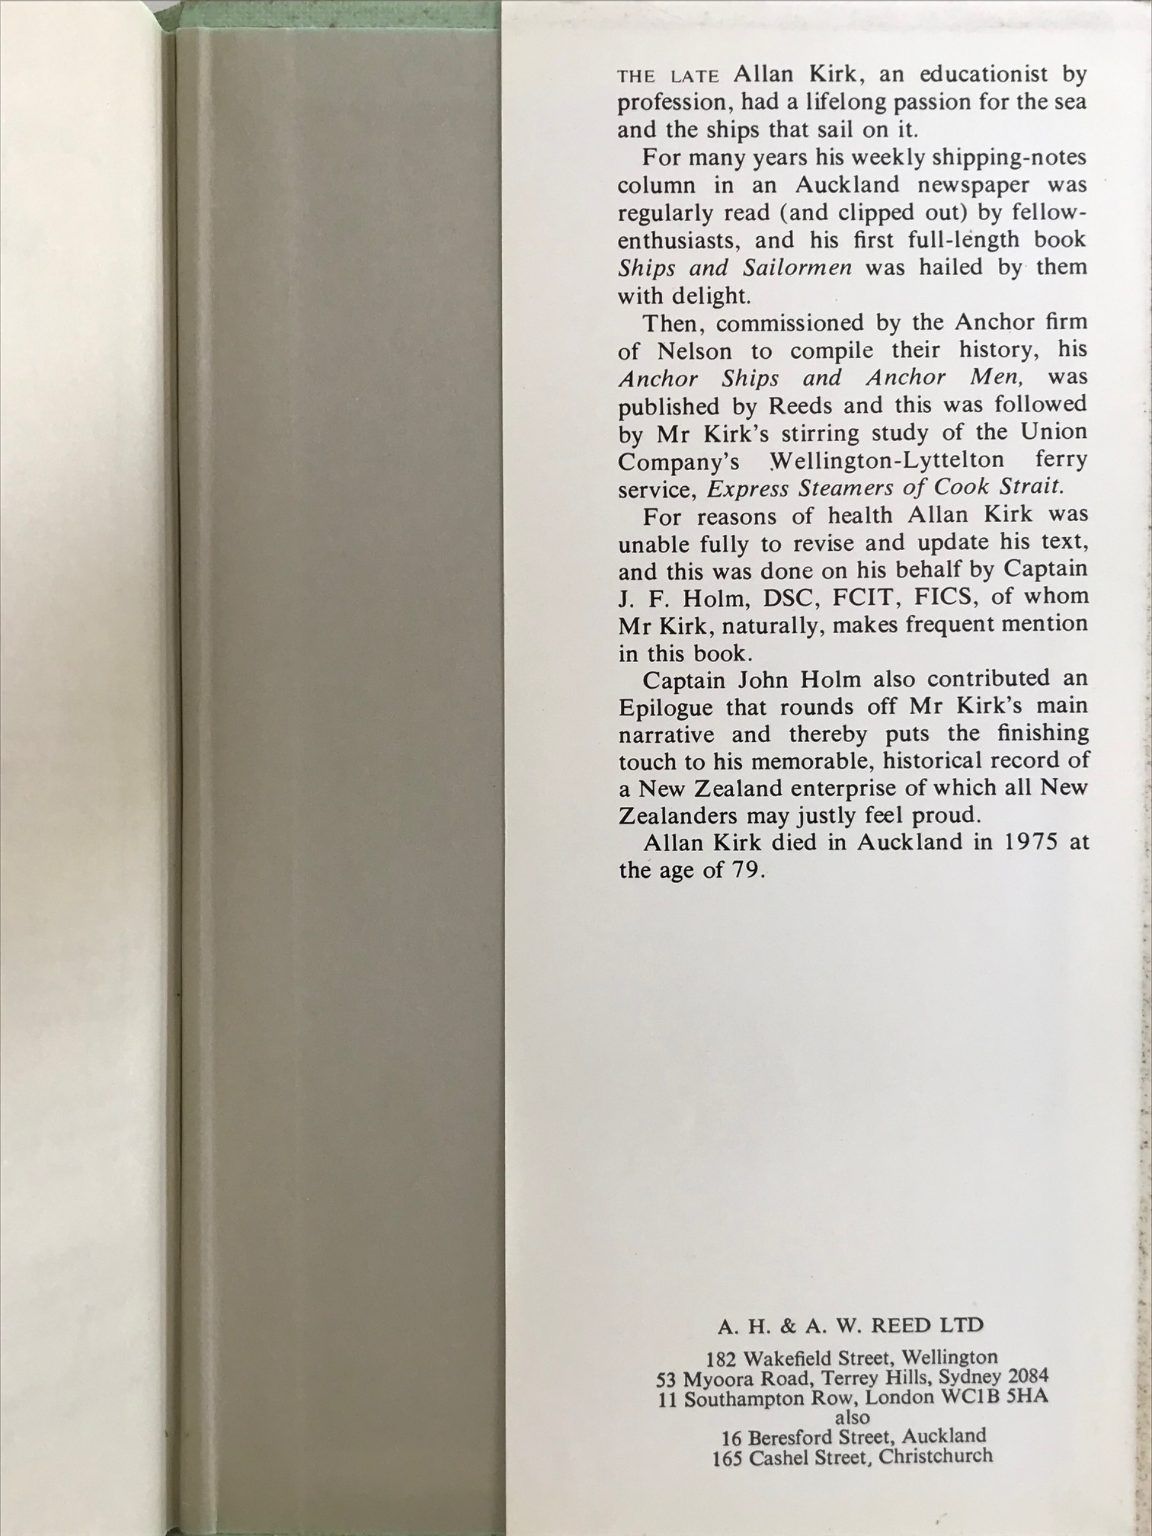 THE LATE Allan Kirk, an educationist by
profession, had a lifelong passion for the sea
and the ships that sail on it.
For many years his weekly shipping-notes
column in an Auckland newspaper was
regularly read (and clipped out) by fellow-
enthusiasts, and his first full-length book
Ships and Sailormen was hailed by them
with delight.
Then, commissioned by the Anchor firm
of Nelson to compile their history, his
Anchor Ships and Anchor Men, was
published by Reeds and this was followed
by Mr Kirk's stirring study of the Union
Company's Wellington-Lyttelton ferry
service, Express Steamers of Cook Strait.
For reasons of health Allan Kirk was
unable fully to revise and update his text,
and this was done on his behalf by Captain
J. F. Holm, DSC, FCIT, FICS, of whom
Mr Kirk, naturally, makes frequent mention
in this book.
Captain John Holm also contributed an
Epilogue that rounds off Mr Kirk's main
narrative and thereby puts the finishing
touch to his memorable, historical record of
a New Zealand enterprise of which all New
Zealanders may justly feel proud.
Allan Kirk died in Auckland in 1975 at
the age of 79.
A. H. & A. W. REED LTD
182 Wakefield Street, Wellington
53 Myoora Road, Terrey Hills, Sydney 2084
11 Southampton Row, London WC1B 5HA
also
16 Beresford Street, Auckland
165 Cashel Street, Christchurch